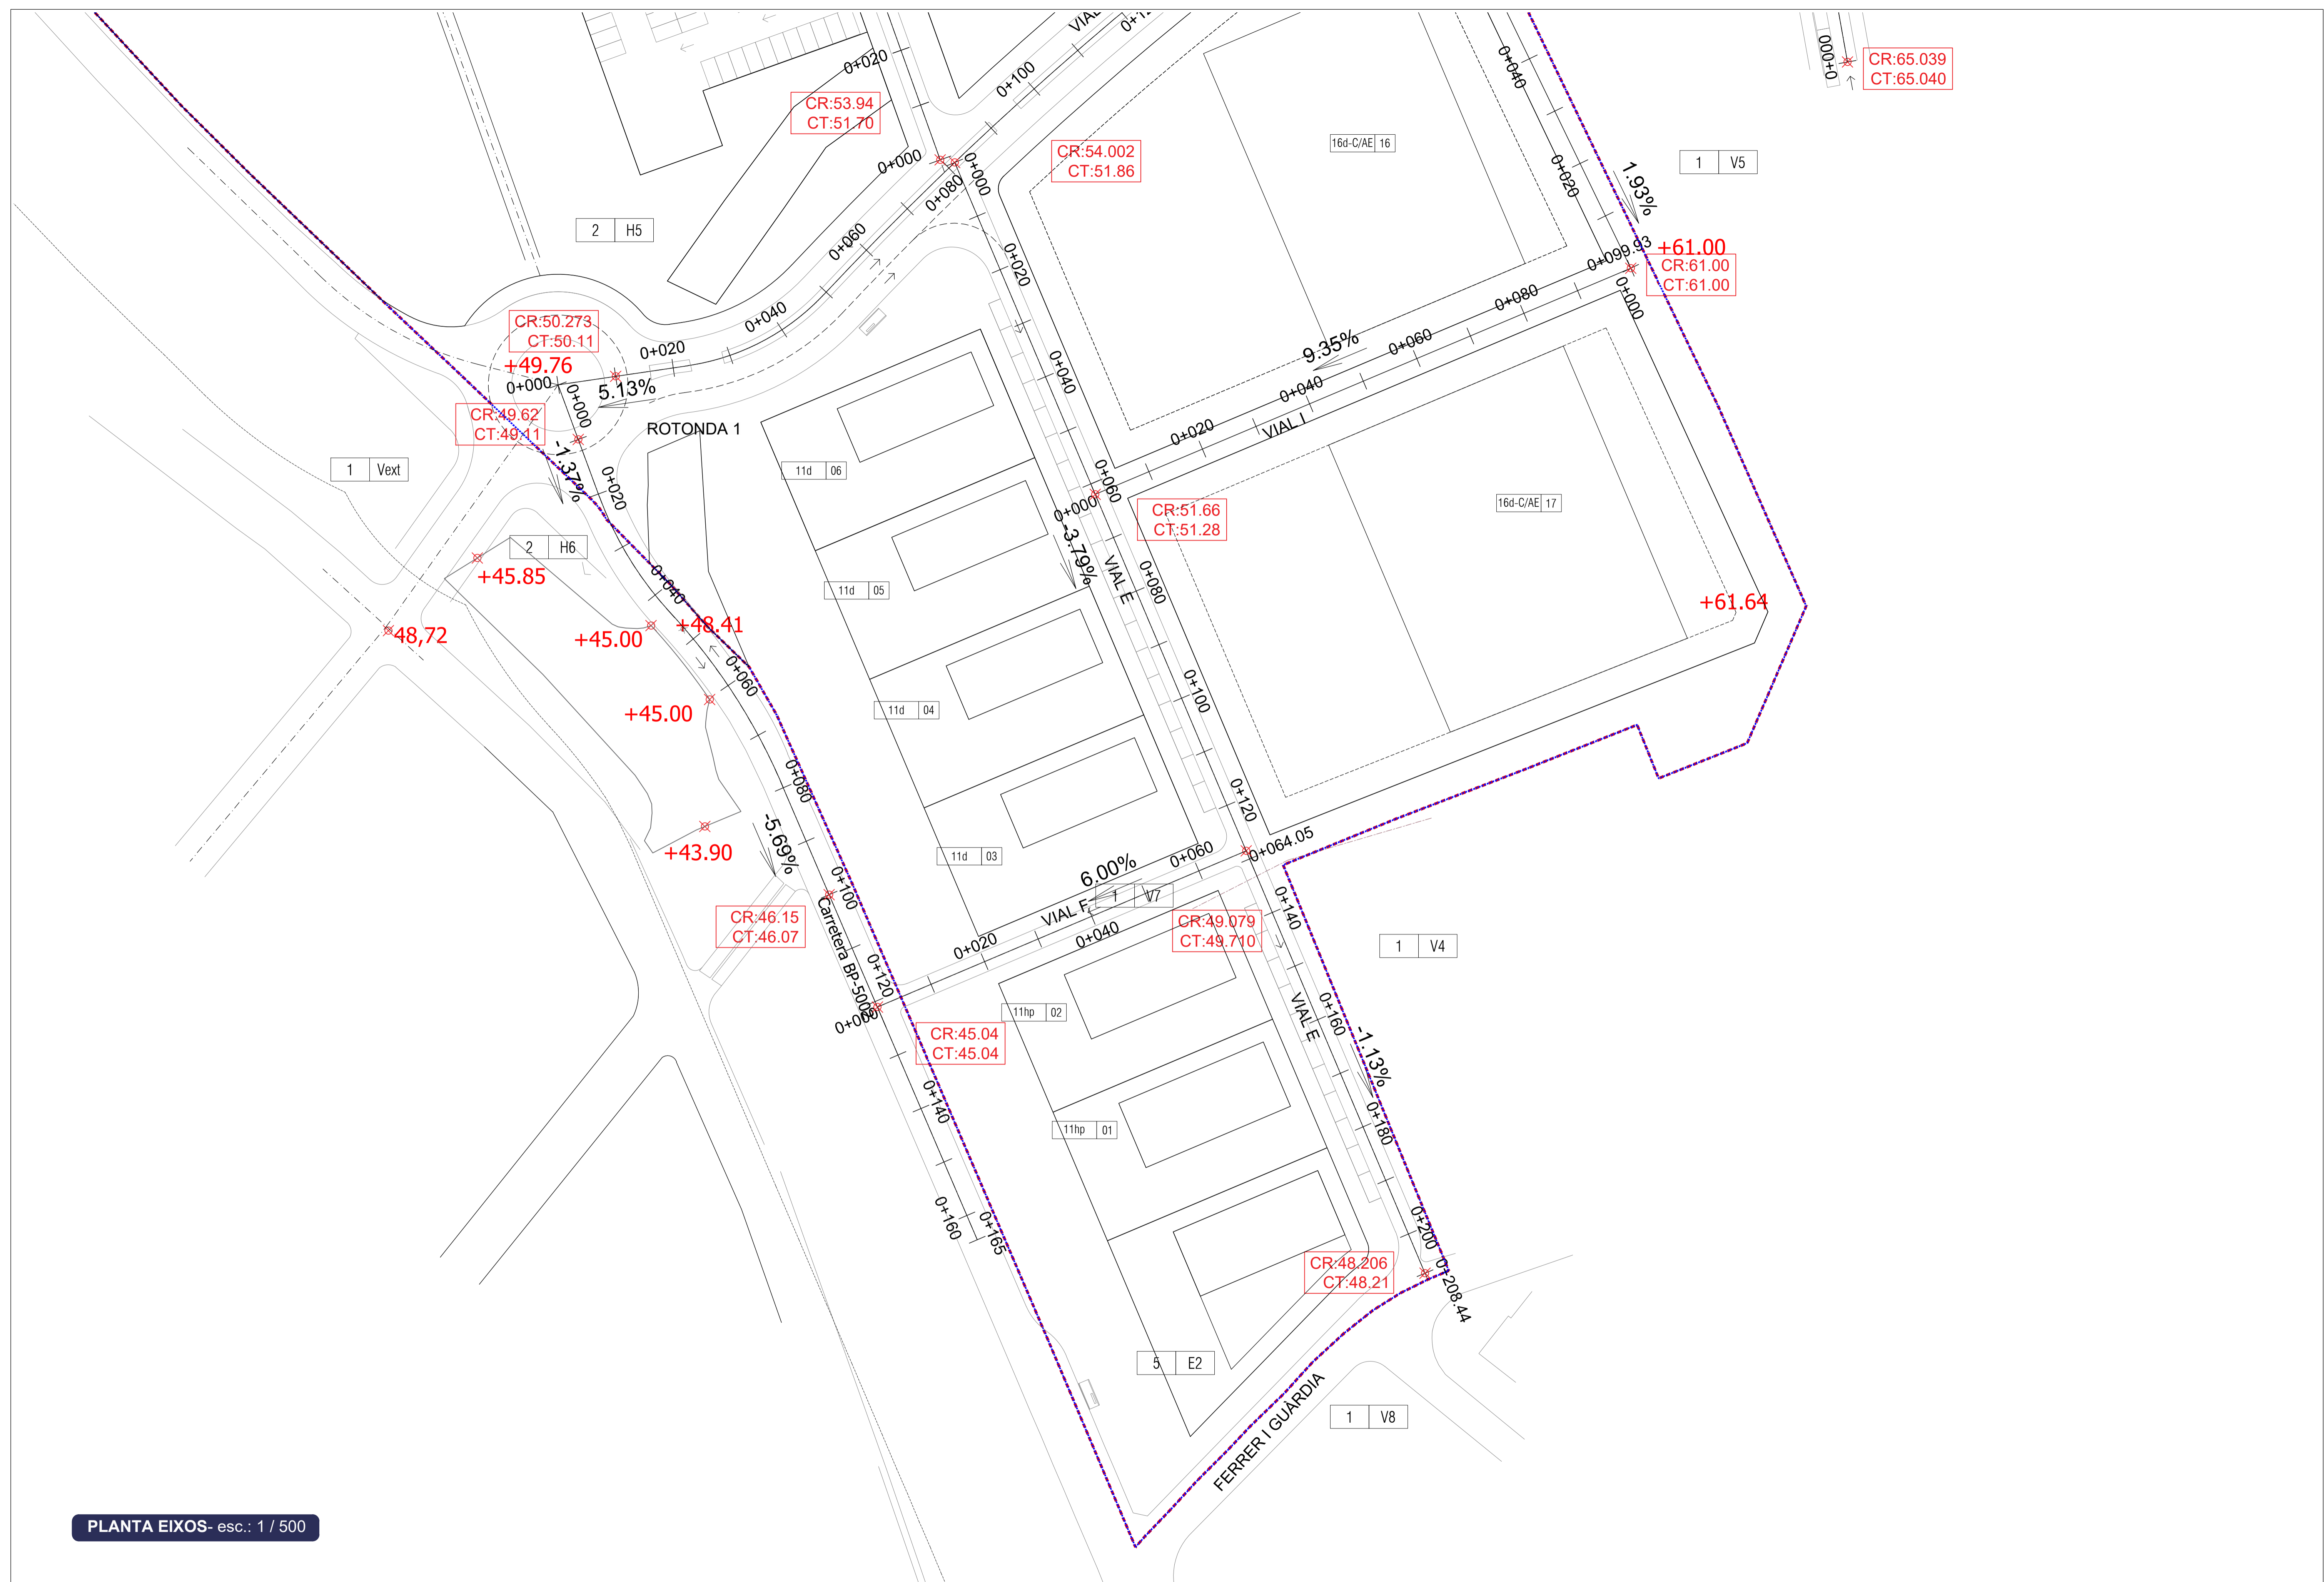 VIAL
0+12
0+100
0+020
0+040
0+000
CR:65.039
CT:65.040
CR:53.94
CT:51.70
0+000
0+080
0+000
CR:54.002
CT:51.86
16d-C/AE 16
1 V5
0+020
1.93%
2 H5
0+060
0+020
0+099.93
+61.00
CR:61.00
CT:61.00
0+000
0+080
CR:50.273
CT:50.11
+49.76
0+040
0+020
9.35%
0+060
0+040
0+040
0+000
5.13%
0+000
CR:49.62
CT:49.11
ROTONDA 1
0+020
VIAL I
-1.37%
1 Vext
11d 06
0+020
0+060
0+000
CR:51.66
CT:51.28
16d-C/AE 17
2 H6
+45.85
-3.79%
VIAL E
0+080
0+040
11d 05
+61.64
48,72
+45.00
+48.41
0+060
0+100
+45.00
11d 04
0+080
0+120
-5.69%
+43.90
11d 03
6.00%
0+060
0+064.05
0+100
1 V7
VIAL F
0+140
CR:46.15
CT:46.07
Carretera BP-5002
0+020
0+040
CR:49.079
CT:49.710
1 V4
0+120
0+000
11hp 02
VIAL E
0+160
CR:45.04
CT:45.04
-1.13%
0+140
11hp 01
0+180
0+160
0+165
0+200
CR:48.206
CT:48.21
0+208.44
5 E2
FERRER I GUÀRDIA
1 V8
PLANTA EIXOS- esc.: 1 / 500